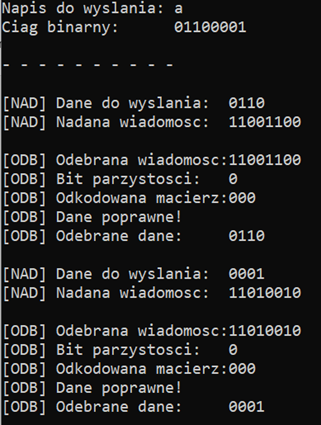 Napis do wyslania: a
Ciag binarny:      01100001
- - - - - - - - - -
[NAD] Dane do wyslania:  0110
[NAD] Nadana wiadomosc:  11001100
[ODB] Odebrana wiadomosc:11001100
[ODB] Bit parzystosci:   0
[ODB] Odkodowana macierz:000
[ODB] Dane poprawne!
[ODB] Odebrane dane:     0110
[NAD] Dane do wyslania:  0001
[NAD] Nadana wiadomosc:  11010010
[ODB] Odebrana wiadomosc:11010010
[ODB] Bit parzystosci:   0
[ODB] Odkodowana macierz:000
[ODB] Dane poprawne!
[ODB] Odebrane dane:     0001